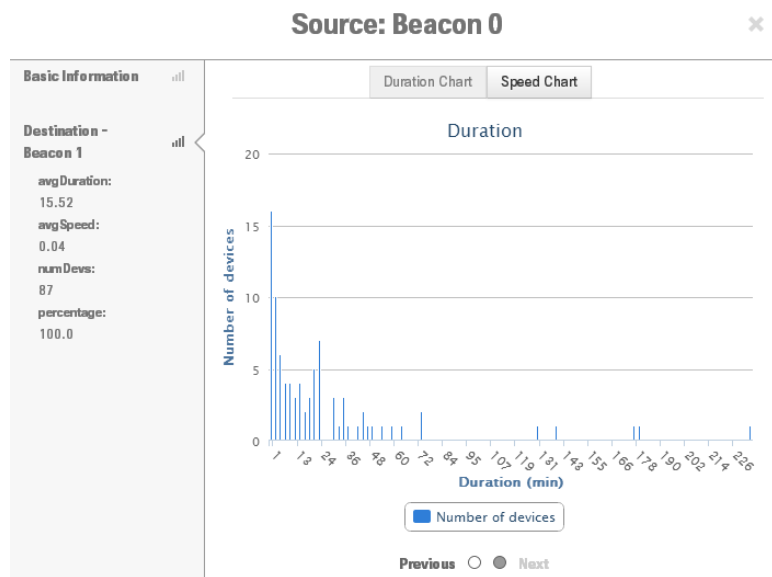 Source: Beacon 0
×
Basic Information
Destination -
Beacon 1
avgDuration:
15.52
avgSpeed:
0.04
numDevs:
87
percentage:
100.0
Duration Chart Speed Chart
Duration
Number of devices
20
15
10
5
0
1 13 24 36 48 60 72 84 95 107 119 131 143 155 166 178 190 202 214 226
Duration (min)
Number of devices
Previous Next